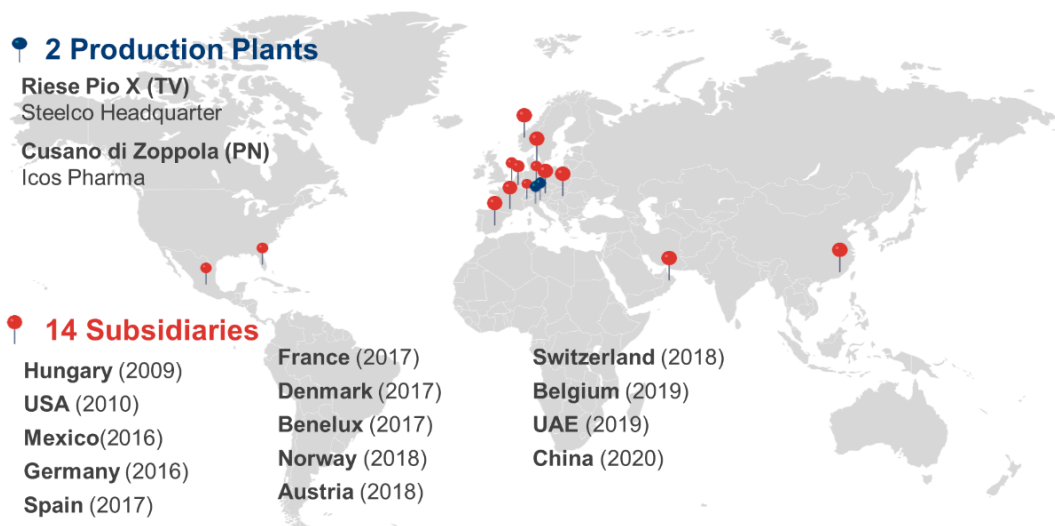 2 Production Plants
Riese Pio X (TV)
Steelco Headquarter
Cusano di Zoppola (PN)
Icos Pharma
14 Subsidiaries
Hungary (2009)
USA (2010)
Mexico(2016)
Germany (2016)
Spain (2017)
France (2017)
Denmark (2017)
Benelux (2017)
Norway (2018)
Austria (2018)
Switzerland (2018)
Belgium (2019)
UAE (2019)
China (2020)